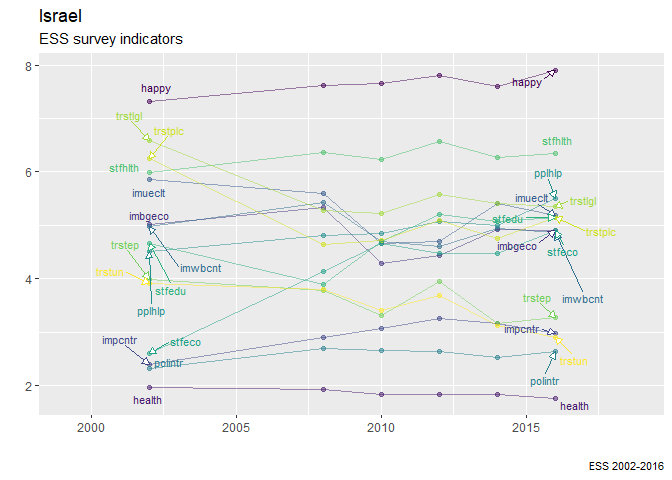 Israel
ESS survey indicators
8
6
4
2
happy
trstlgl
trstplc
stfhlth
imueclt
imbgeco
trstep
trstun
imwbcnt
stfedu
pplhlp
impcntr
stfeco
polintr
health
happy
stfhlth
pplhlp
imueclt
trstlgl
stfedu
trstplc
imbgeco
stfeco
imwbcnt
trstep
impcntr
trstun
polintr
health
2000
2005
2010
2015
ESS 2002-2016